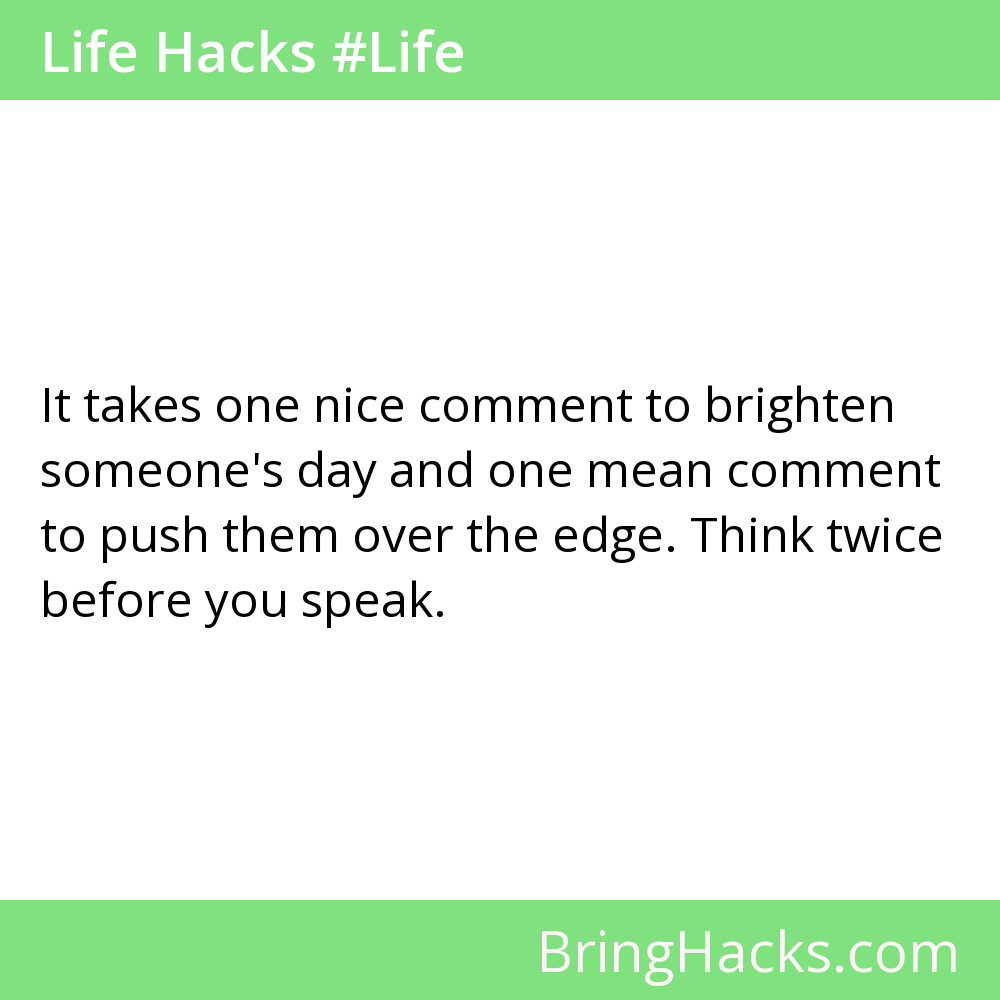 Life Hacks #Life
It takes one nice comment to brighten
someone's day and one mean comment
to push them over the edge. Think twice
before you speak.
BringHacks.com